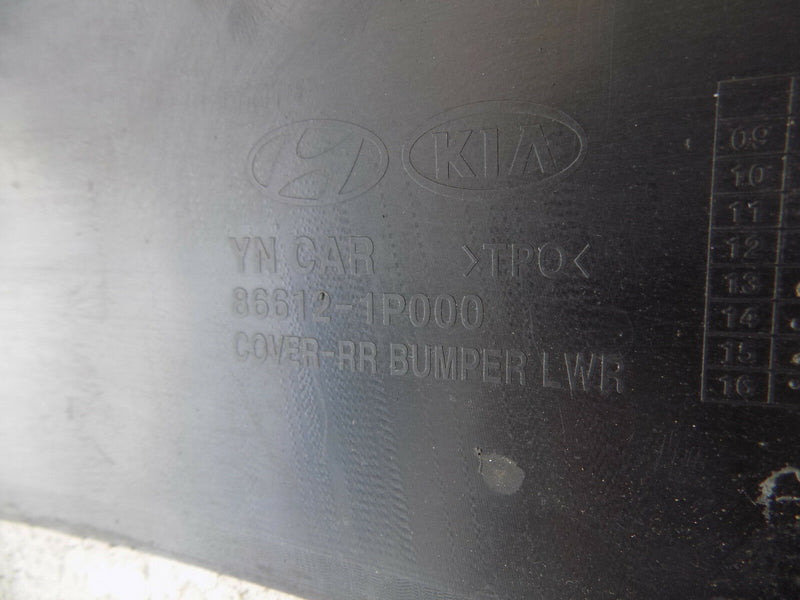 KIA
YN CAR >TPO<
86612-1P000
COVER-RR BUMPER LWR
09
10
11
12
13
14
15
16